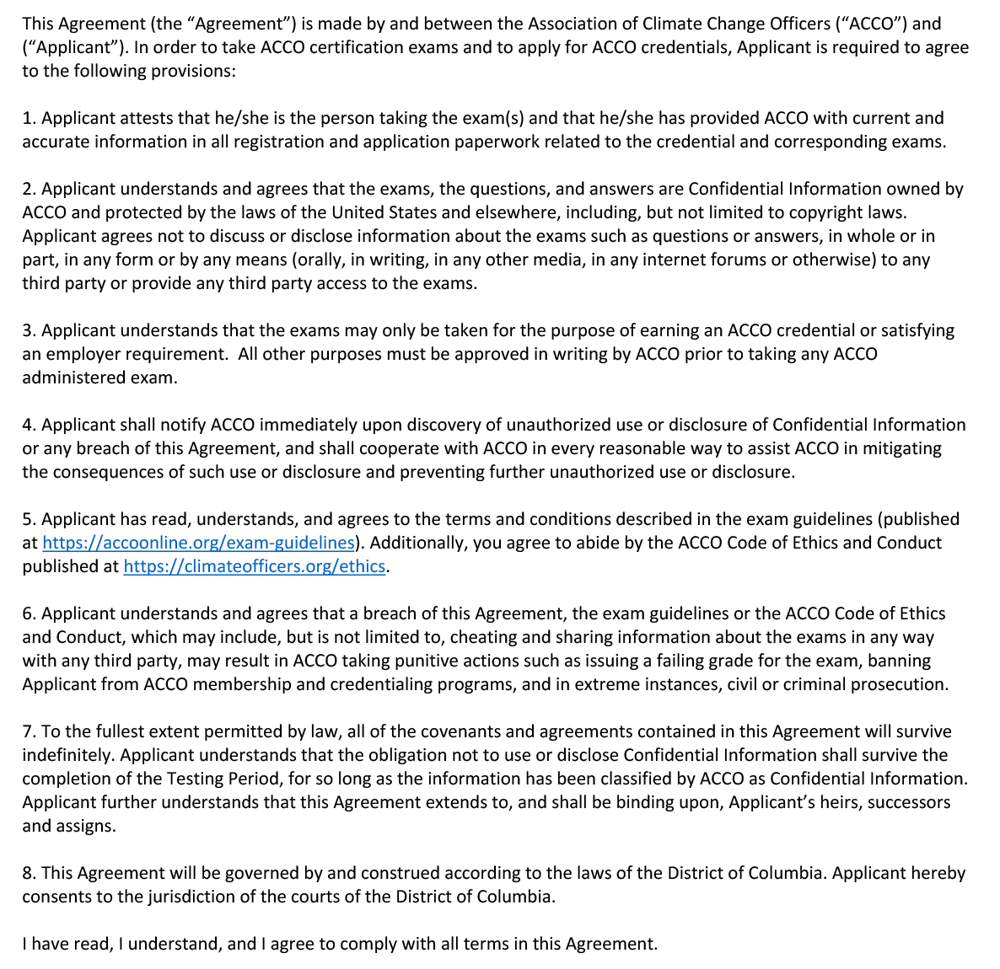 This Agreement (the “Agreement”) is made by and between the Association of Climate Change Officers (“ACCO”) and
(“Applicant”). In order to take ACCO certification exams and to apply for ACCO credentials, Applicant is required to agree
to the following provisions:
1. Applicant attests that he/she is the person taking the exam(s) and that he/she has provided ACCO with current and
accurate information in all registration and application paperwork related to the credential and corresponding exams.
2. Applicant understands and agrees that the exams, the questions, and answers are Confidential Information owned by
ACCO and protected by the laws of the United States and elsewhere, including, but not limited to copyright laws.
Applicant agrees not to discuss or disclose information about the exams such as questions or answers, in whole or in
part, in any form or by any means (orally, in writing, in any other media, in any internet forums or otherwise) to any
third party or provide any third party access to the exams.
3. Applicant understands that the exams may only be taken for the purpose of earning an ACCO credential or satisfying
an employer requirement.  All other purposes must be approved in writing by ACCO prior to taking any ACCO
administered exam.
4. Applicant shall notify ACCO immediately upon discovery of unauthorized use or disclosure of Confidential Information
or any breach of this Agreement, and shall cooperate with ACCO in every reasonable way to assist ACCO in mitigating
the consequences of such use or disclosure and preventing further unauthorized use or disclosure.
5. Applicant has read, understands, and agrees to the terms and conditions described in the exam guidelines (published
at https://accoonline.org/exam-guidelines). Additionally, you agree to abide by the ACCO Code of Ethics and Conduct
published at https://climateofficers.org/ethics.
6. Applicant understands and agrees that a breach of this Agreement, the exam guidelines or the ACCO Code of Ethics
and Conduct, which may include, but is not limited to, cheating and sharing information about the exams in any way
with any third party, may result in ACCO taking punitive actions such as issuing a failing grade for the exam, banning
Applicant from ACCO membership and credentialing programs, and in extreme instances, civil or criminal prosecution.
7. To the fullest extent permitted by law, all of the covenants and agreements contained in this Agreement will survive
indefinitely. Applicant understands that the obligation not to use or disclose Confidential Information shall survive the
completion of the Testing Period, for so long as the information has been classified by ACCO as Confidential Information.
Applicant further understands that this Agreement extends to, and shall be binding upon, Applicant’s heirs, successors
and assigns.
8. This Agreement will be governed by and construed according to the laws of the District of Columbia. Applicant hereby
consents to the jurisdiction of the courts of the District of Columbia.
I have read, I understand, and I agree to comply with all terms in this Agreement.